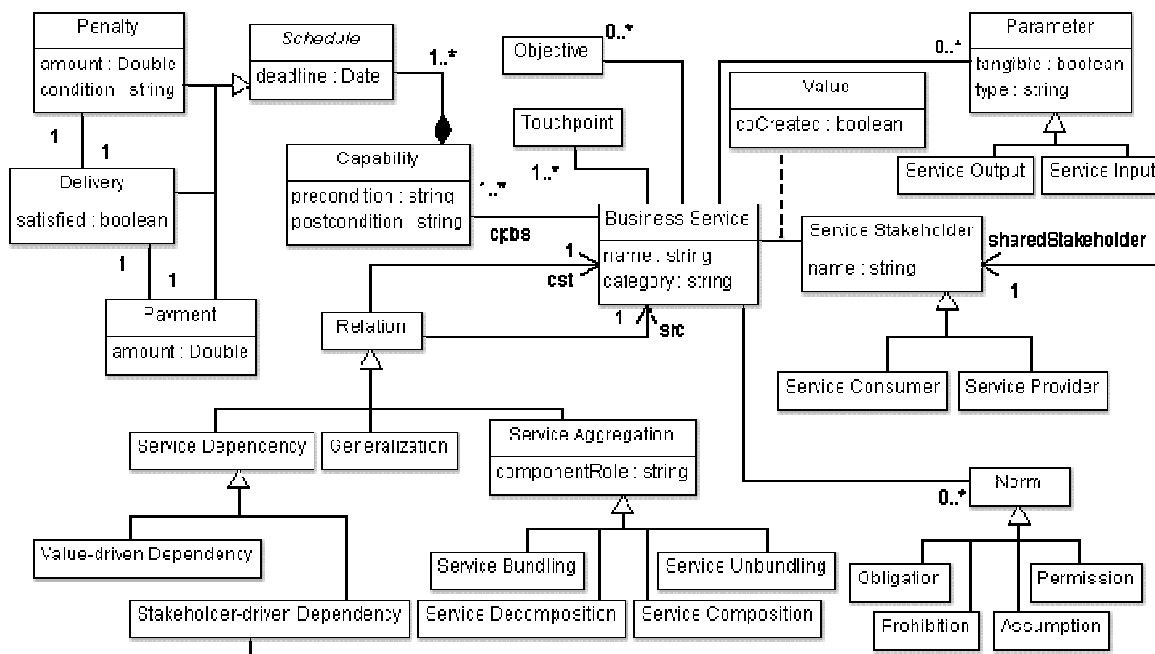 Penalty
amount : Double
condition : string
Schedule
deadline : Date
1..*
Objective
0..*
Parameter
tangible : boolean
type : string
0..*
Value
coCreated : boolean
Touchpoint
1..*
1
1
Capability
precondition : string
postcondition : string
1..*
cpbs
Service Output
Service Input
Delivery
satisfied : boolean
Business Service
name : string
category : string
Service Stakeholder
name : string
sharedStakeholder
1
1
1
1
cst
Payment
amount : Double
Relation
1
src
Service Consumer
Service Provider
Service Dependency
Generalization
Service Aggregation
componentRole : string
Norm
0..*
Value-driven Dependency
Service Bundling
Service Unbundling
Obligation
Permission
Stakeholder-driven Dependency
Service Decomposition
Service Composition
Prohibition
Assumption